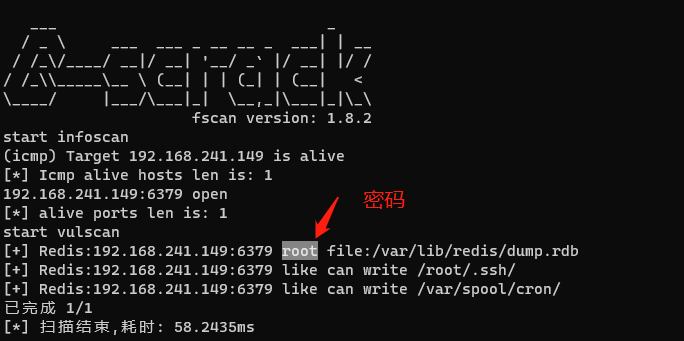 fscan version: 1.8.2
start infoscan
(icmp) Target 192.168.241.149 is alive
[*] Icmp alive hosts len is: 1
192.168.241.149:6379 open
[*] alive ports len is: 1
密码
start vulscan
[+] Redis:192.168.241.149:6379 root file:/var/lib/redis/dump.rdb
[+] Redis:192.168.241.149:6379 like can write /root/.ssh/
[+] Redis:192.168.241.149:6379 like can write /var/spool/cron/
已完成 1/1
[*] 扫描结束,耗时: 58.2435ms